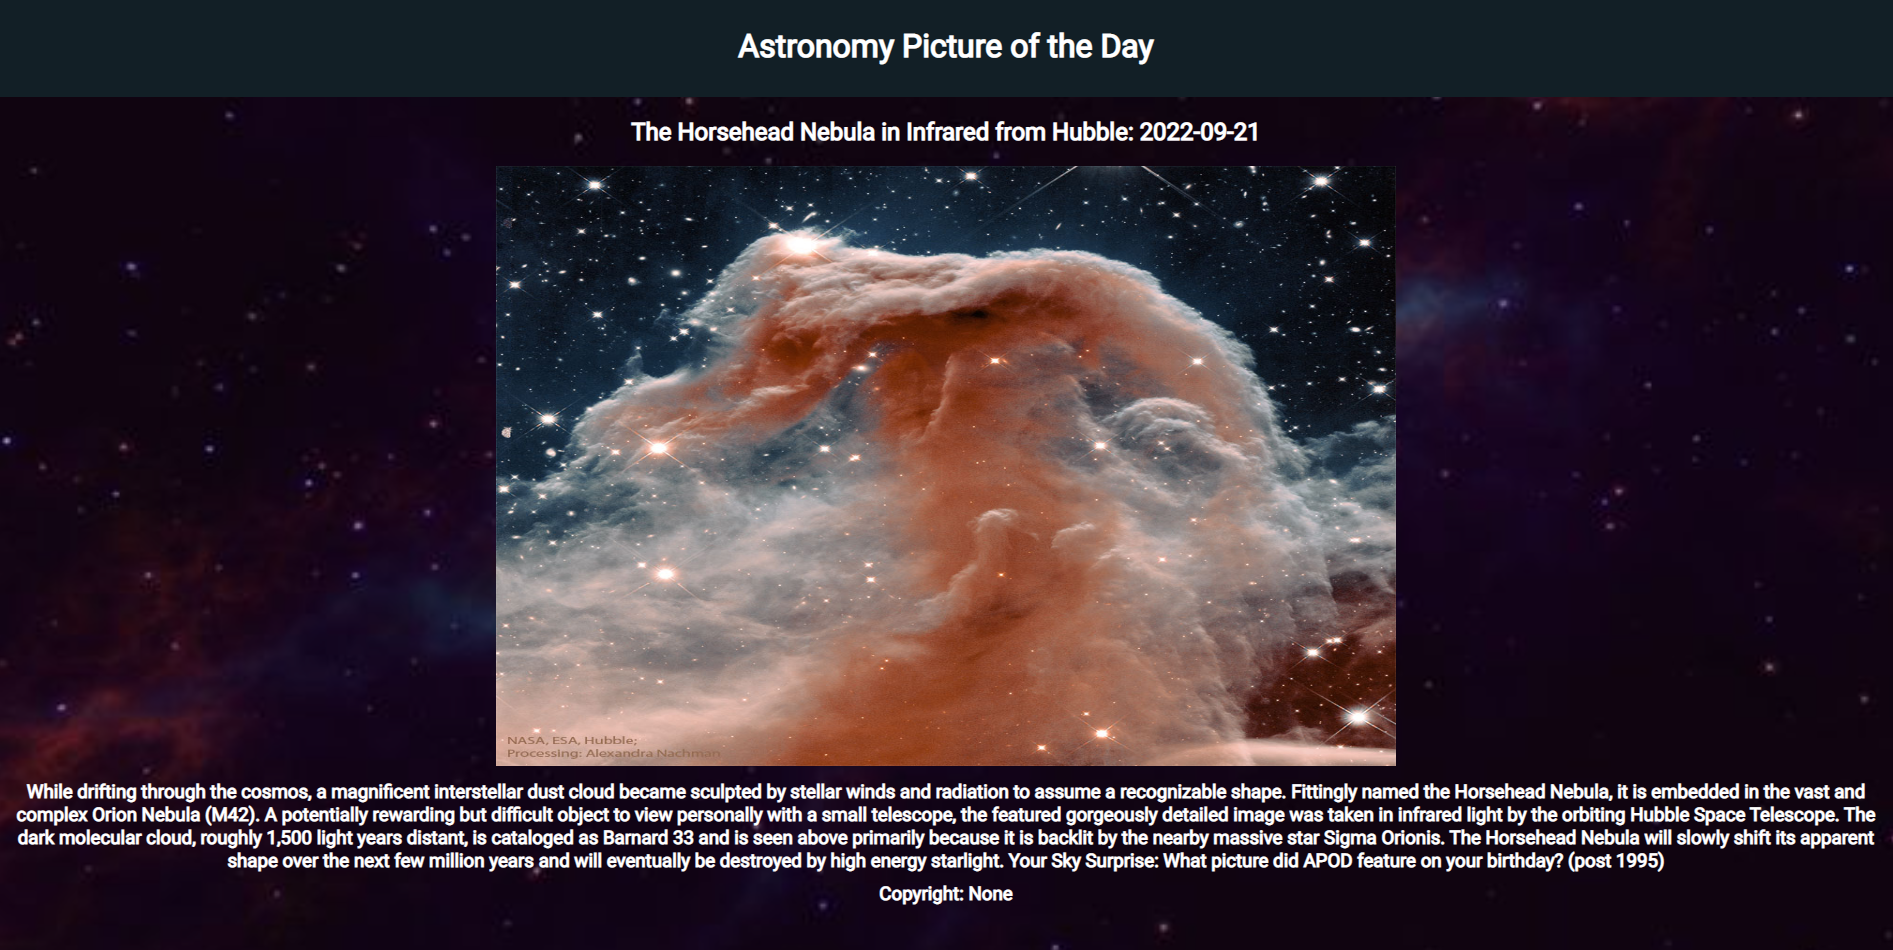 Astronomy Picture of the Day
The Horsehead Nebula in Infrared from Hubble: 2022-09-21
NASA, ESA, Hubble;
Processing: Alexandra Nachman
While drifting through the cosmos, a magnificent interstellar dust cloud became sculpted by stellar winds and radiation to assume a recognizable shape. Fittingly named the Horsehead Nebula, it is embedded in the vast and
complex Orion Nebula (M42). A potentially rewarding but difficult object to view personally with a small telescope, the featured gorgeously detailed image was taken in infrared light by the orbiting Hubble Space Telescope. The
dark molecular cloud, roughly 1,500 light years distant, is cataloged as Barnard 33 and is seen above primarily because it is backlit by the nearby massive star Sigma Orionis. The Horsehead Nebula will slowly shift its apparent
shape over the next few million years and will eventually be destroyed by high energy starlight. Your Sky Surprise: What picture did APOD feature on your birthday? (post 1995)
Copyright: None